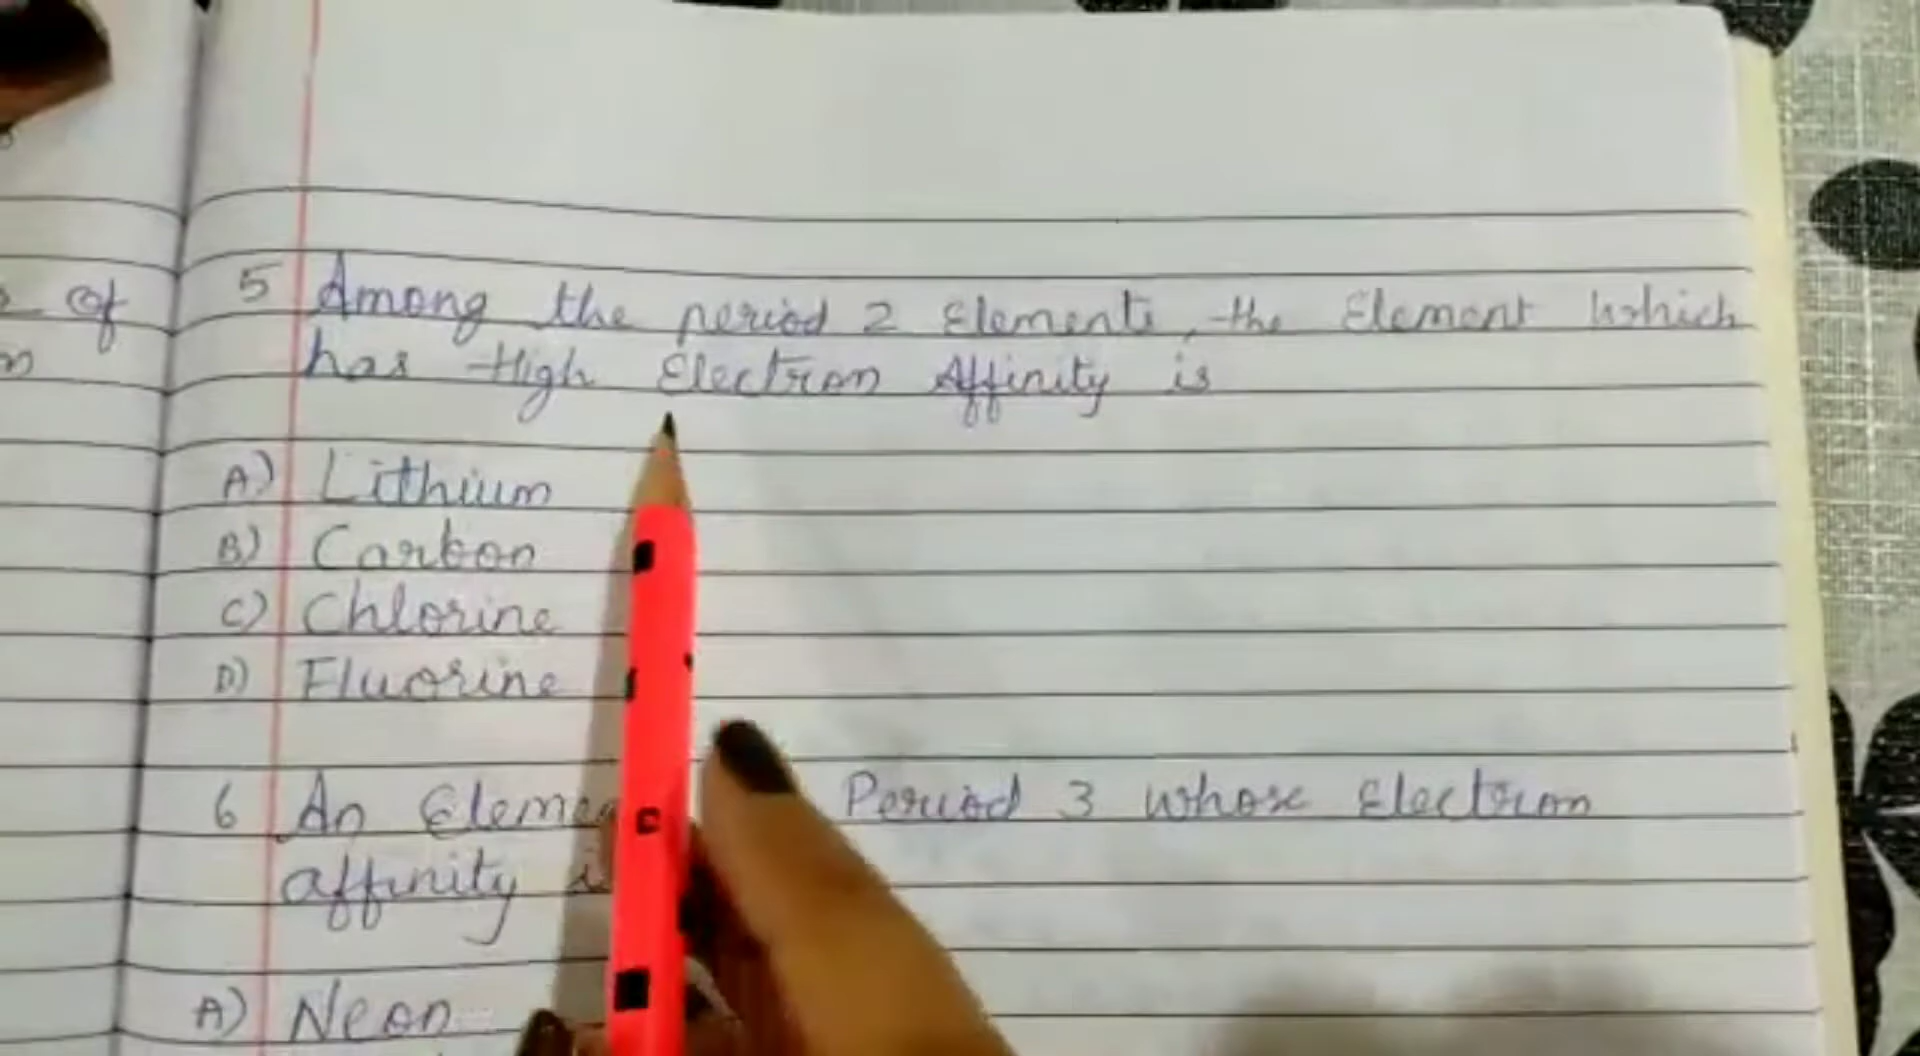 of
5 Among the period 2 Elements, the Element which
has High Electron Affinity is
A) Lithium
B) Carbon
C) Chlorine
D) Fluorine
6 An Period 3 whose Electron
affinity
A) Neon